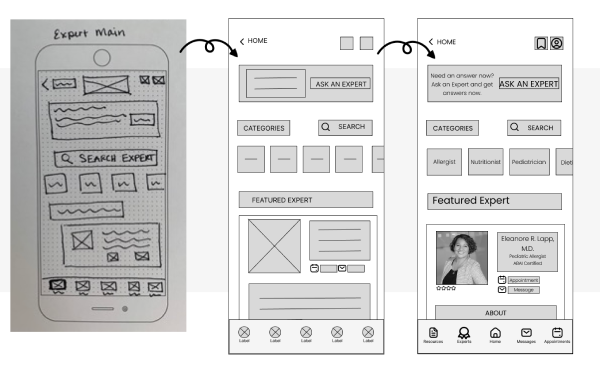 Expert Main
SEARCH EXPERT
HOME
ASK AN EXPERT
CATEGORIES
SEARCH
FEATURED EXPERT
Label
Label
Label
Label
Label
HOME
Need an answer now?
Ask an Expert and get
answers now.
ASK AN EXPERT
CATEGORIES
SEARCH
Allergist
Nutritionist
Pediatrician
Diet
Featured Expert
Eleanore R. Lapp,
M.D.
Pediatric Allergist
ABAI Certified
Appointment
Message
ABOUT
Resources
Experts
Home
Messages
Appointments